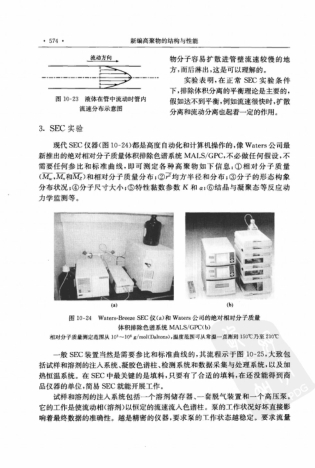 · 574 ·
新编高聚物的结构与性能
流动方向
图 10-23 液体在管中流动时管内
流速分布示意图
物分子容易扩散进管壁流速较慢的地
方,而后淋出,这是可以理解的。
实验表明,在正常 SEC 实验条件
下,排除体积分离的平衡理论是主要的,
假如达不到平衡,例如流速很快时,扩散
分离和流动分离也起着一定的作用。
3. SEC 实验
现代 SEC 仪器(图 10-24)都是高度自动化和计算机操作的,像 Waters 公司最
新推出的绝对相对分子质量体积排除色谱系统 MALS/GPC,不必做任何假设,不
需要任何参比和标准曲线,即可测定各种高聚物如下信息:①相对分子质量
和相对分子质量分布;②均方半径和分布;③分子的形态构象
分布状况;④分子尺寸大小;⑤特性黏数参数 K 和 α;⑥结晶与凝聚态等反应动
力学监测等。
(a)
(b)
图 10-24 Waters-Breeze SEC 仪(a)和 Waters 公司的绝对相对分子质量
体积排除色谱系统 MALS/GPC(b)
相对分子质量测定范围从 g/mol(Daltons),温度范围可从常温一直测到 150℃乃至 210℃
一般 SEC 装置当然是需要参比和标准曲线的,其流程示于图 10-25,大致包
括试样和溶剂的注入系统、凝胶色谱柱、检测系统和数据采集与处理系统,以及加
热恒温系统。在 SEC 中最关键的是填料,只要有了合适的填料,在还没能得到商
品仪器的单位,简易 SEC 就能开展工作。
试样和溶剂的注入系统包括一个溶剂储存器、一套脱气装置和一个高压泵。
它的工作是使流动相(溶剂)以恒定的流速流入色谱柱。泵的工作状况好坏直接影
响着最终数据的准确性。越是精密的仪器,要求泵的工作状态越稳定。要求流量